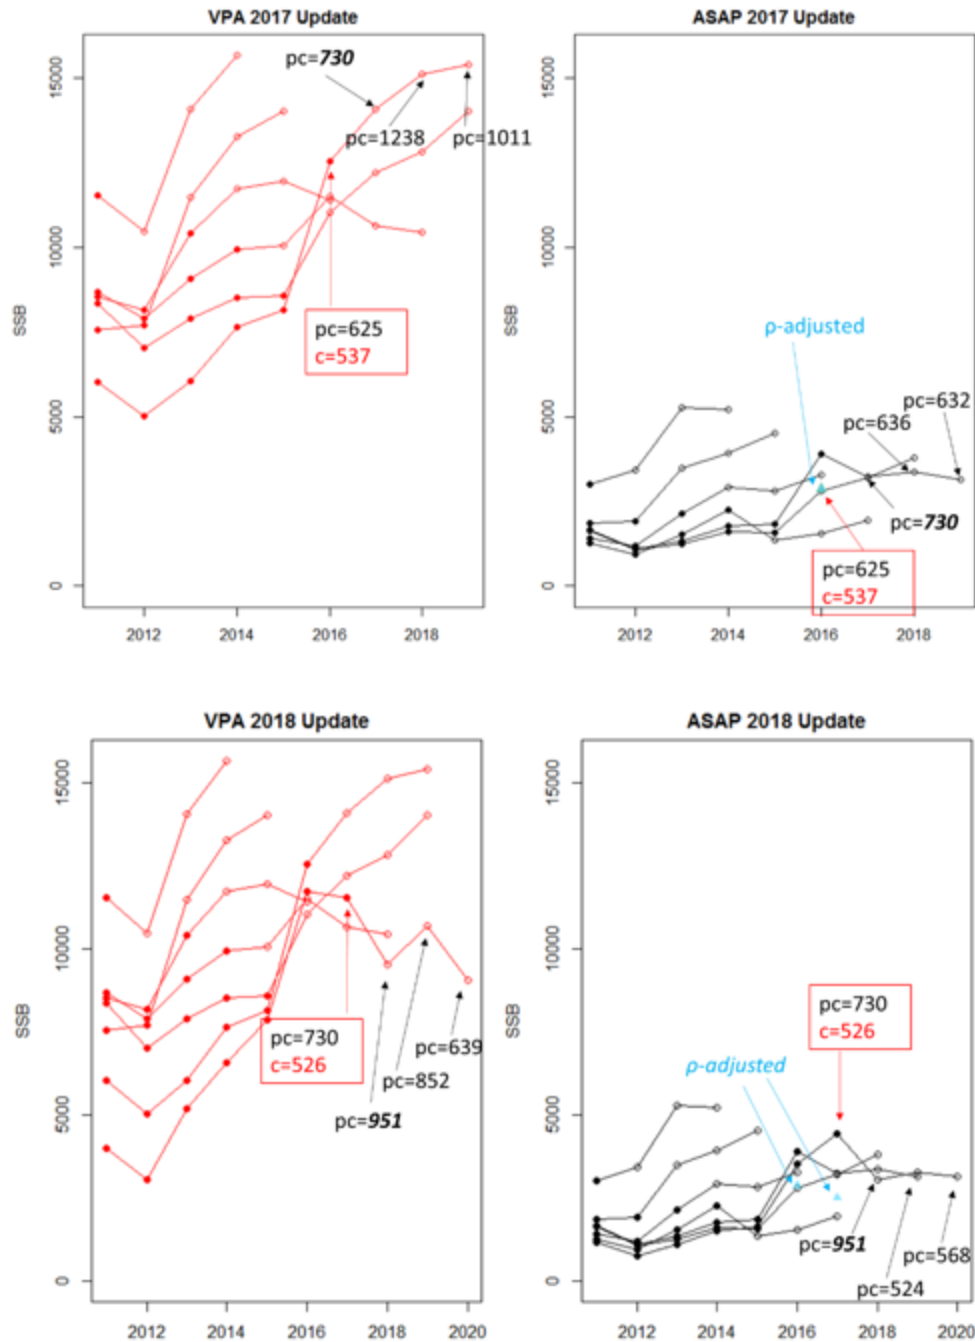 VPA 2017 Update
15000
10000
5000
0
SSB
pc=730
pc=1238
pc=1011
pc=625
c=537
2012
2014
2016
2018
ASAP 2017 Update
15000
10000
5000
0
SSB
ρ-adjusted
pc=632
pc=636
pc=730
pc=625
c=537
2012
2014
2016
2018
VPA 2018 Update
15000
10000
5000
0
SSB
pc=730
c=526
pc=639
pc=852
pc=951
2012
2014
2016
2018
2020
ASAP 2018 Update
15000
10000
5000
0
SSB
pc=730
c=526
ρ-adjusted
pc=951
pc=568
pc=524
2012
2014
2016
2018
2020